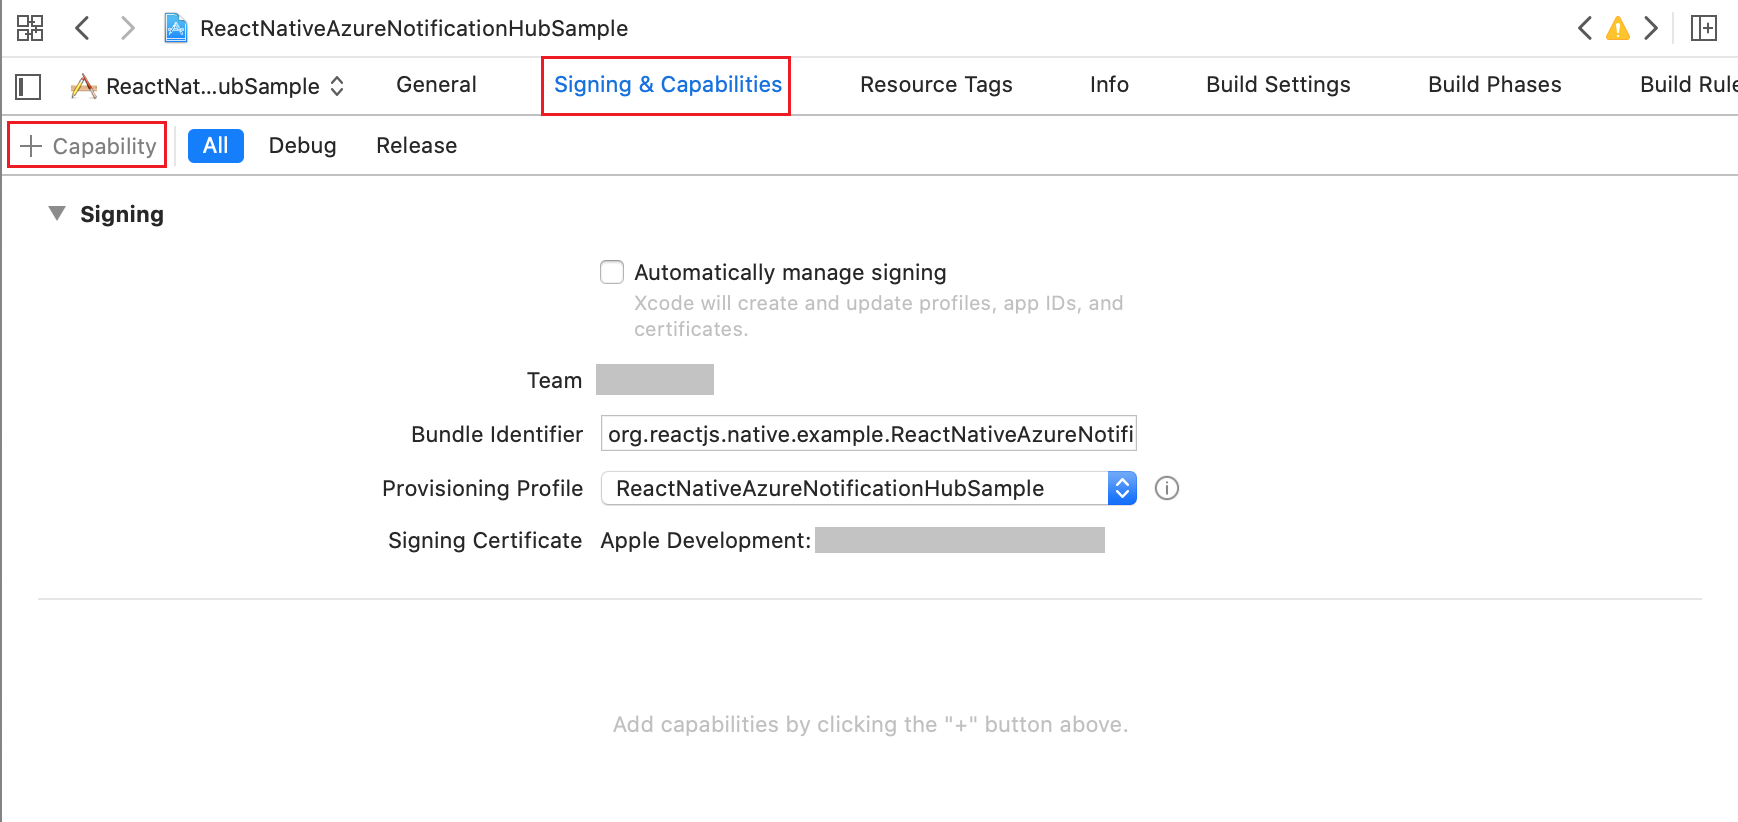 ReactNativeAzureNotificationHubSample
ReactNat...ubSample General Signing & Capabilities Resource Tags Info Build Settings Build Phases Build Rule
+ Capability All Debug Release
Signing
Automatically manage signing
Xcode will create and update profiles, app IDs, and
certificates.
Team
Bundle Identifier org.reactjs.native.example.ReactNativeAzureNotifi
Provisioning Profile ReactNativeAzureNotificationHubSample
Signing Certificate Apple Development:
Add capabilities by clicking the "+" button above.